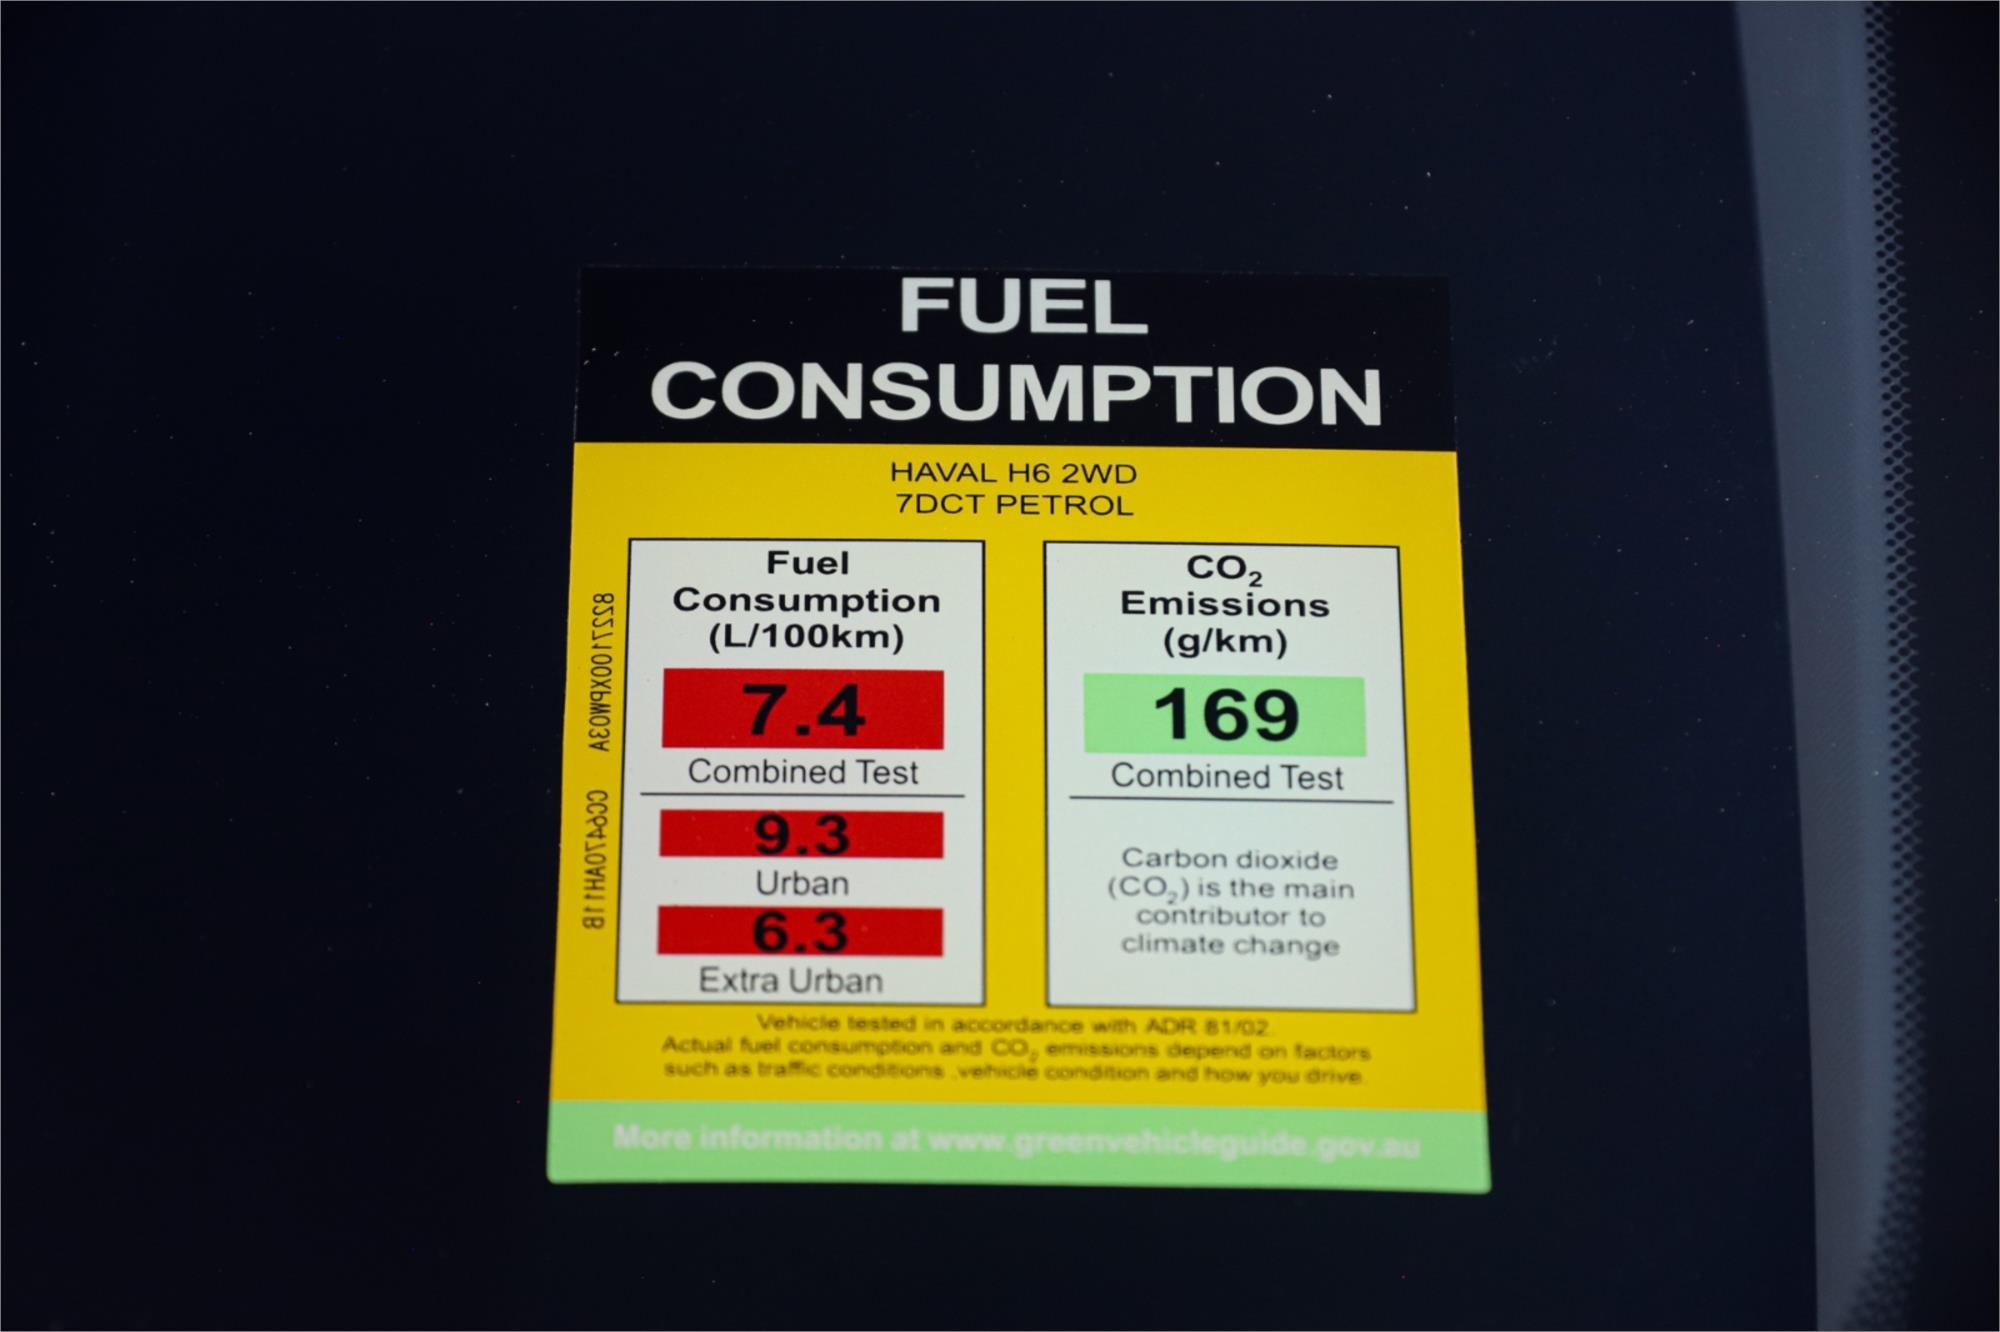 FUEL
CONSUMPTION
HAVAL H6 2WD
7DCT PETROL
Fuel
Consumption
(L/100km)
7.4
Combined Test
9.3
Urban
6.3
Extra Urban
CO₂
Emissions
(g/km)
169
Combined Test
Carbon dioxide
(CO₂) is the main
contributor to
climate change
8227100XPW03A CC6470AH11B
Vehicle tested in accordance with ADR 81/02.
Actual fuel consumption and CO₂ emissions depend on factors
such as traffic conditions ,vehicle condition and how you drive.
More information at www.greenvehicleguide.gov.au